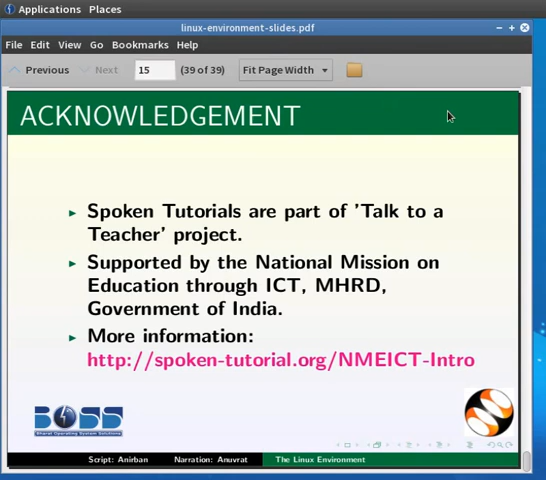 Applications Places
linux-environment-slides.pdf
File Edit View Go Bookmarks Help
Previous Next 15 (39 of 39) Fit Page Width
ACKNOWLEDGEMENT
Spoken Tutorials are part of 'Talk to a
Teacher' project.
Supported by the National Mission on
Education through ICT, MHRD,
Government of India.
More information:
http://spoken-tutorial.org/NMEICT-Intro
BOSS
Bharat Operating System Solutions
Script: Anirban Narration: Anuvrat The Linux Environment